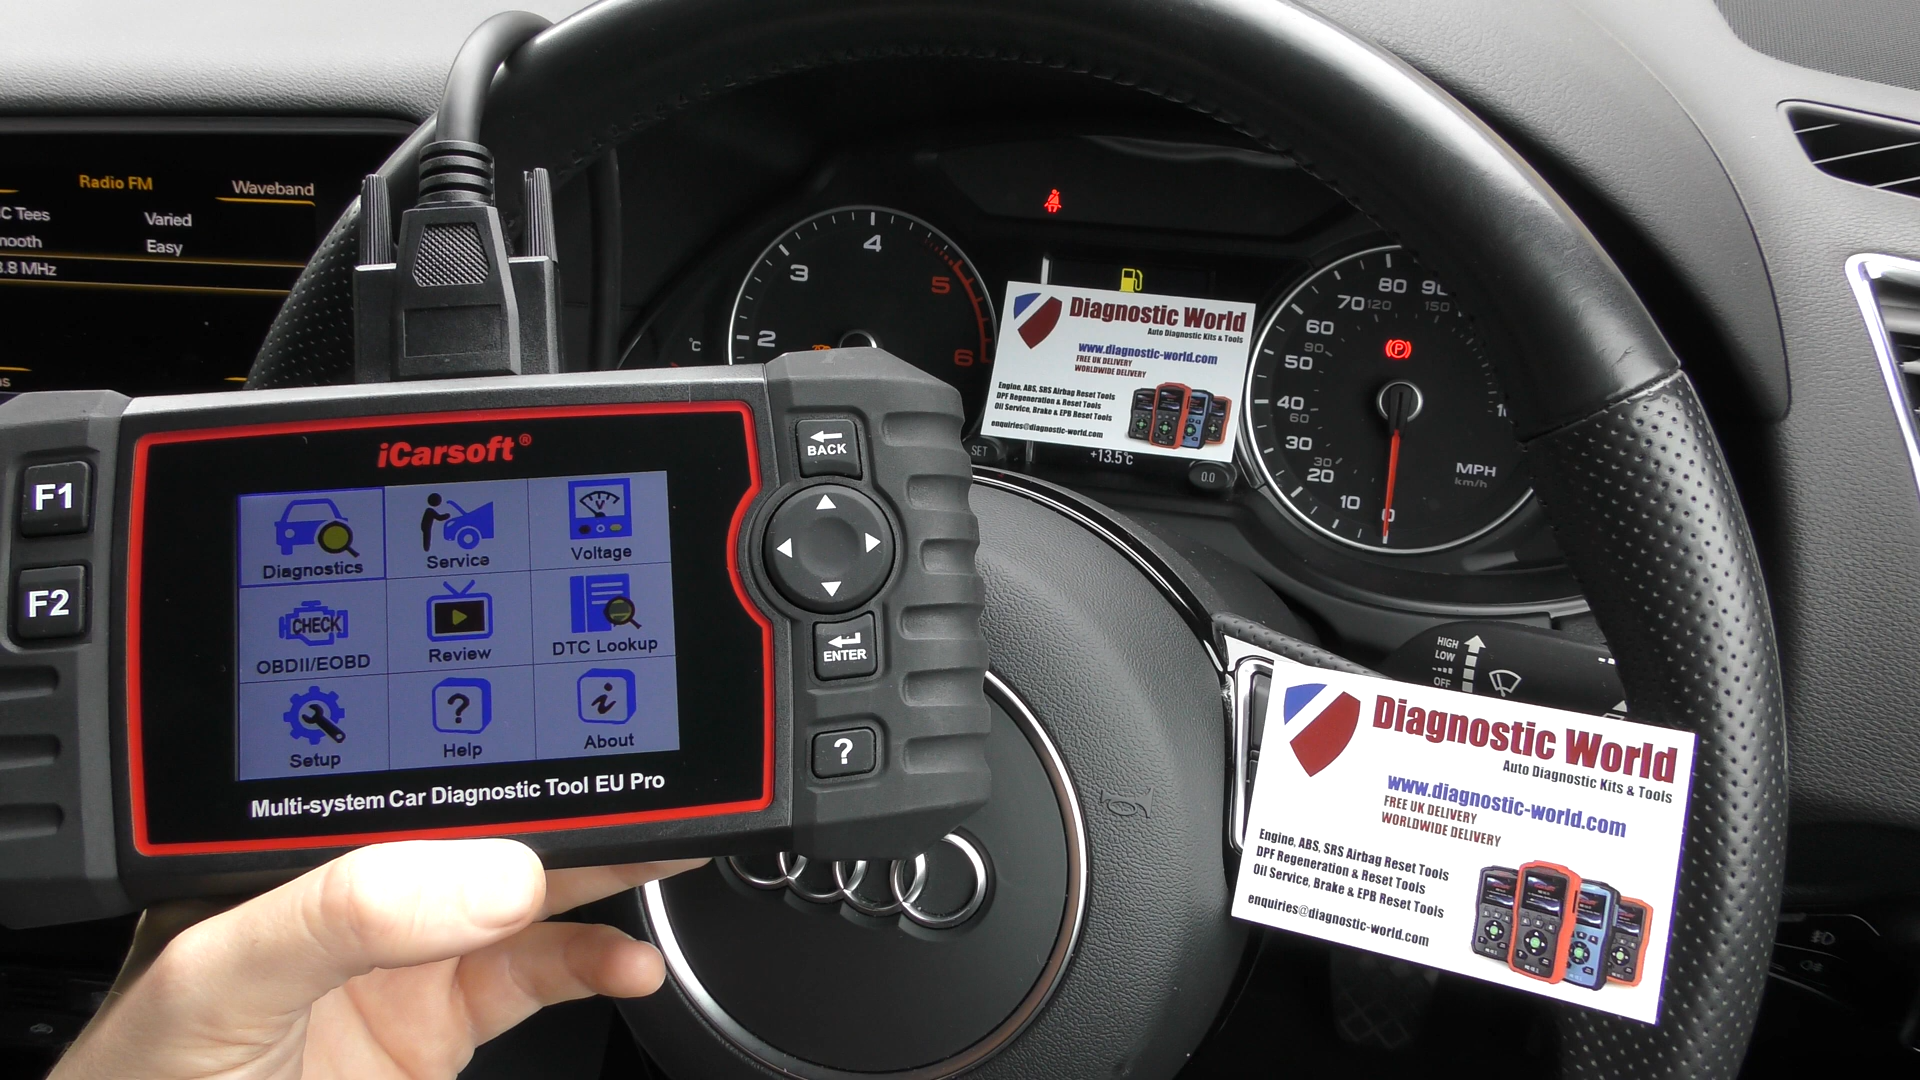 Radio FM
Waveband
C Tees
Varied
mooth
Easy
3.8 MHz
iCarsoft®
Diagnostics
Service
Voltage
CHECK
OBDII/EOBD
Review
DTC Lookup
Setup
Help
About
Multi-system Car Diagnostic Tool EU Pro
F1
F2
BACK
ENTER
?
2
3
4
5
6
°C
SET
+13.5°C
0.0
Diagnostic World
Auto Diagnostic Kits & Tools
www.diagnostic-world.com
FREE UK DELIVERY
WORLDWIDE DELIVERY
Engine, ABS, SRS Airbag Reset Tools
DPF Regeneration & Reset Tools
Oil Service, Brake & EPB Reset Tools
enquiries@diagnostic-world.com
0
10
20
30
40
50
60
70
80
90
30
60
90
120
150
MPH
km/h
(P)
HIGH
LOW
OFF
Diagnostic World
Auto Diagnostic Kits & Tools
www.diagnostic-world.com
FREE UK DELIVERY
WORLDWIDE DELIVERY
Engine, ABS, SRS Airbag Reset Tools
DPF Regeneration & Reset Tools
Oil Service, Brake & EPB Reset Tools
enquiries@diagnostic-world.com